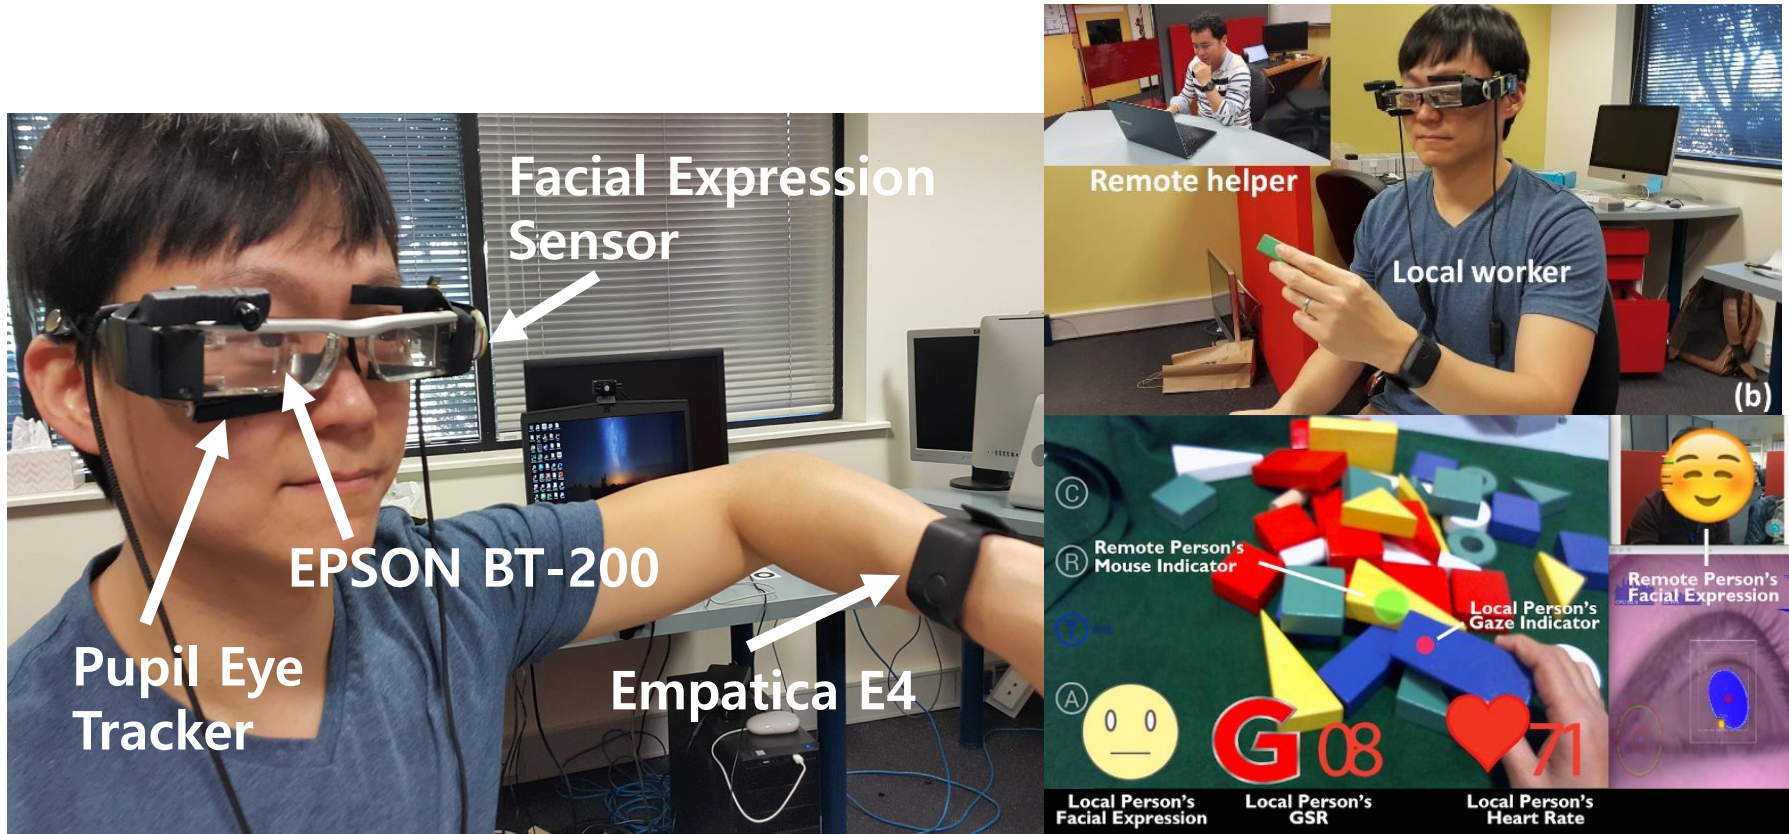 Facial Expression
Sensor
EPSON BT-200
Pupil Eye
Tracker
Empatica E4
Remote helper
Local worker
(b)
C
R
T
A
Remote Person's
Mouse Indicator
Local Person's
Gaze Indicator
Remote Person's
Facial Expression
G 08
71
Local Person's
Facial Expression
Local Person's
GSR
Local Person's
Heart Rate